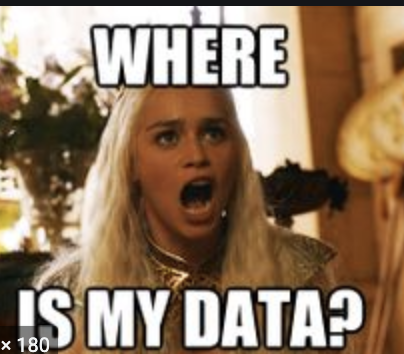 WHERE
IS MY DATA?
× 180